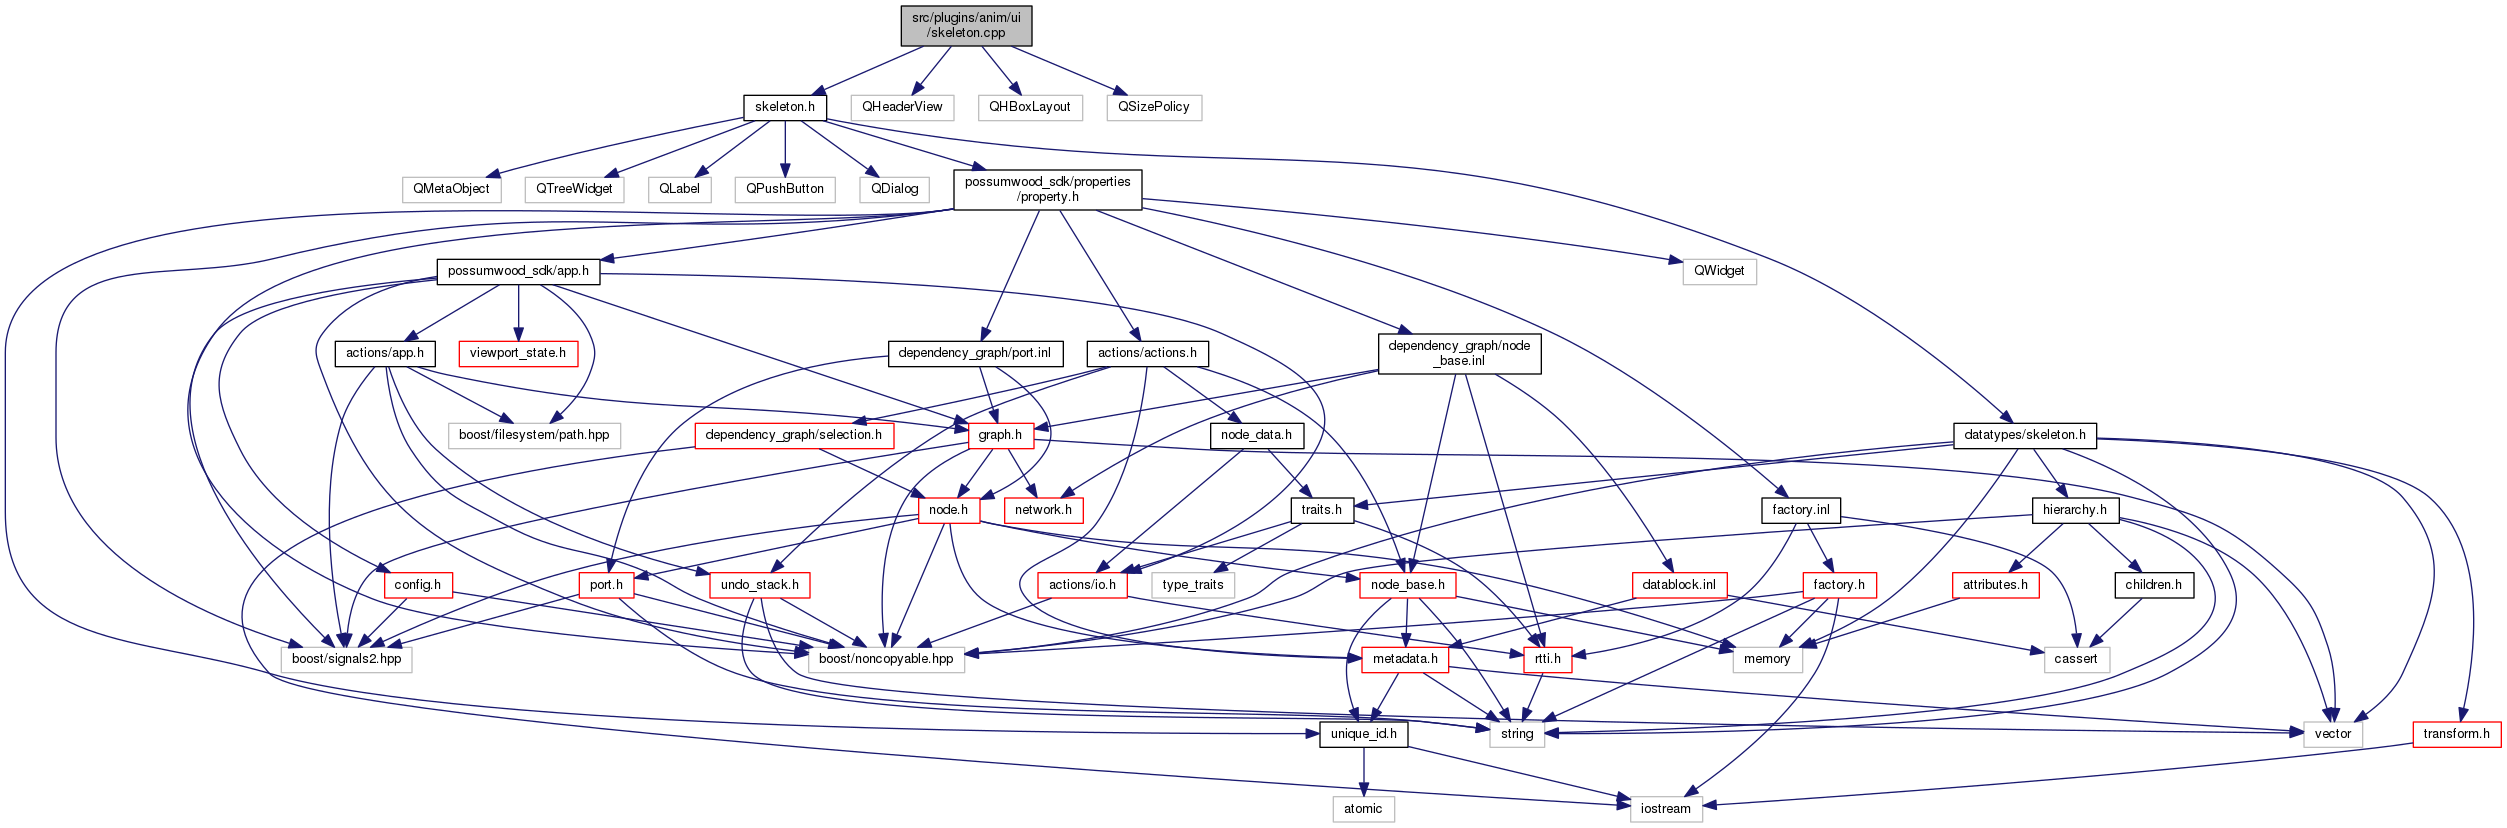 src/plugins/anim/ui
/skeleton.cpp
skeleton.h
QHeaderView
QHBoxLayout
QSizePolicy
QMetaObject
QTreeWidget
QLabel
QPushButton
QDialog
possumwood_sdk/properties
/property.h
possumwood_sdk/app.h
QWidget
actions/app.h
viewport_state.h
dependency_graph/port.inl
actions/actions.h
dependency_graph/node
_base.inl
boost/filesystem/path.hpp
dependency_graph/selection.h
graph.h
node_data.h
datatypes/skeleton.h
node.h
network.h
traits.h
factory.inl
hierarchy.h
config.h
port.h
undo_stack.h
actions/io.h
type_traits
node_base.h
datablock.inl
factory.h
attributes.h
children.h
boost/signals2.hpp
boost/noncopyable.hpp
metadata.h
rtti.h
memory
cassert
unique_id.h
string
vector
transform.h
atomic
iostream